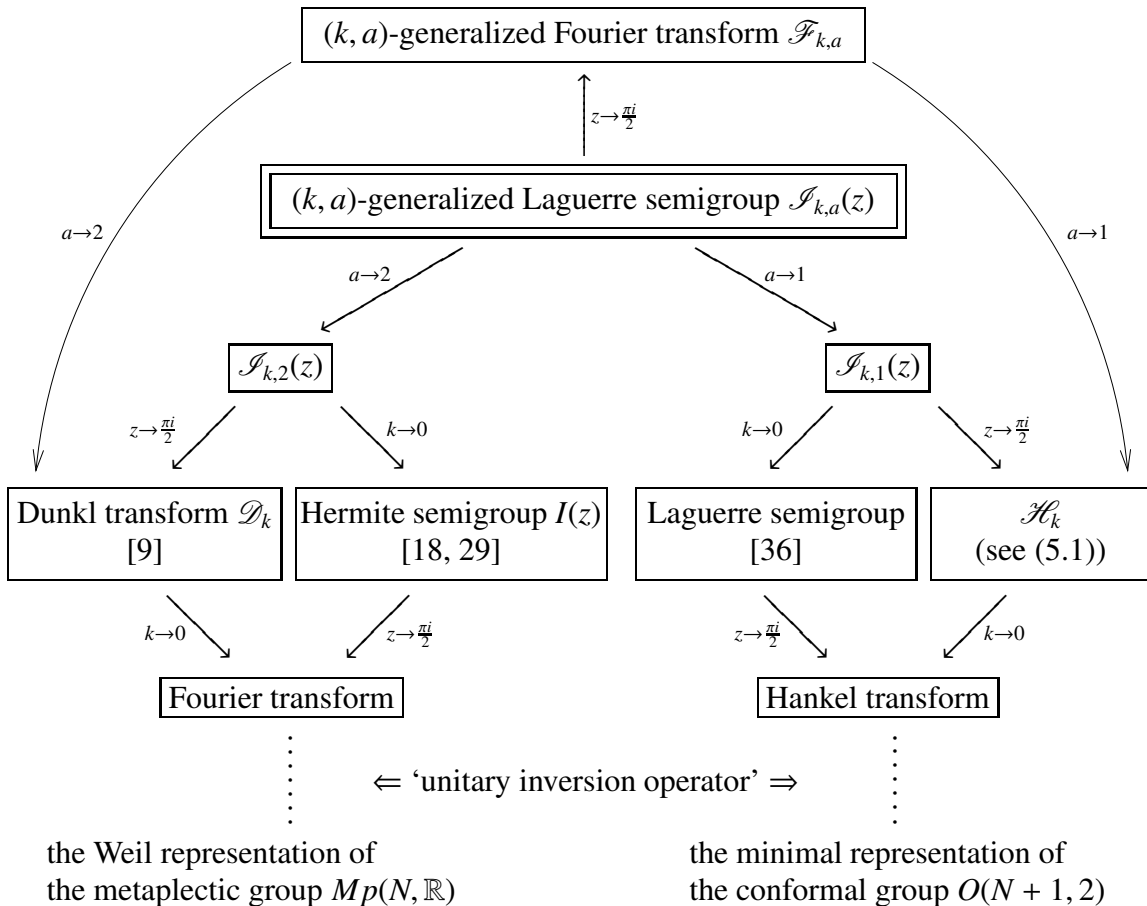 (k, a)-generalized Fourier transform ℱ_{k,a}
z→πi/2
(k, a)-generalized Laguerre semigroup ℐ_{k,a}(z)
a→2
a→1
a→2
a→1
ℐ_{k,2}(z)
ℐ_{k,1}(z)
z→πi/2
k→0
k→0
z→πi/2
Dunkl transform 𝒟_k
[9]
Hermite semigroup I(z)
[18, 29]
Laguerre semigroup
[36]
ℋ_k
(see (5.1))
k→0
z→πi/2
z→πi/2
k→0
Fourier transform
Hankel transform
⇐ ‘unitary inversion operator’ ⇒
the Weil representation of
the metaplectic group Mp(N, ℝ)
the minimal representation of
the conformal group O(N + 1, 2)